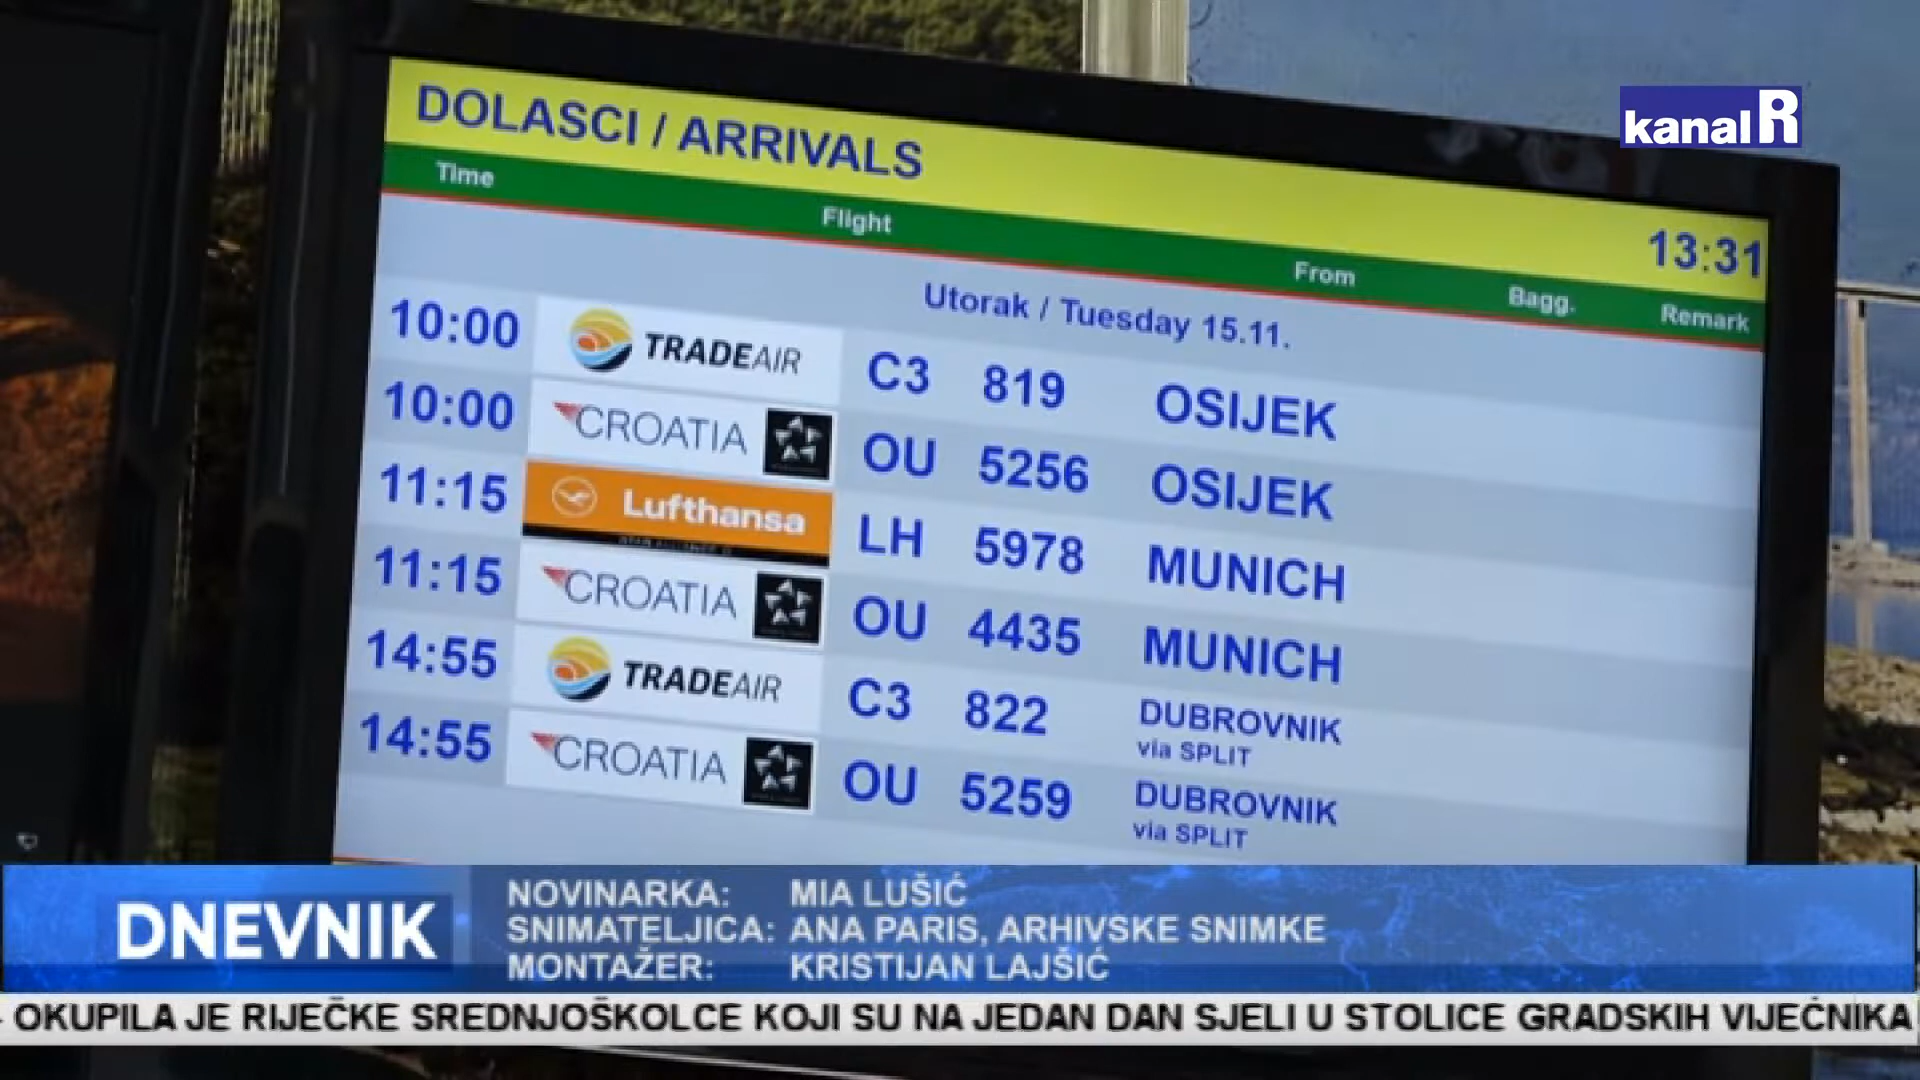 kanal R
DOLASCI / ARRIVALS
13:31
Time Flight From Bagg. Remark
Utorak / Tuesday 15.11.
10:00 TRADEAIR C3 819 OSIJEK
10:00 CROATIA OU 5256 OSIJEK
11:15 Lufthansa LH 5978 MUNICH
11:15 CROATIA OU 4435 MUNICH
14:55 TRADEAIR C3 822 DUBROVNIK
via SPLIT
14:55 CROATIA OU 5259 DUBROVNIK
via SPLIT
DNEVNIK
NOVINARKA: MIA LUŠIĆ
SNIMATELJICA: ANA PARIS, ARHIVSKE SNIMKE
MONTAŽER: KRISTIJAN LAJŠIĆ
- OKUPILA JE RIJEČKE SREDNJOŠKOLCE KOJI SU NA JEDAN DAN SJELI U STOLICE GRADSKIH VIJEĆNIKA